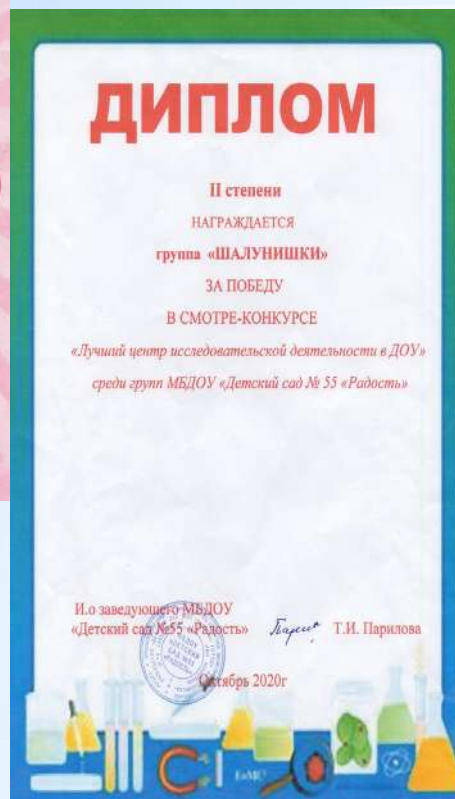 ДИПЛОМ
II степени
НАГРАЖДАЕТСЯ
группа «ШАЛУНИШКИ»
ЗА ПОБЕДУ
В СМОТРЕ-КОНКУРСЕ
«Лучший центр исследовательской деятельности в ДОУ»
среди групп МБДОУ «Детский сад № 55 «Радость»
И.о заведующего МБДОУ
«Детский сад №55 «Радость» Т.И. Парилова
Октябрь 2020г
E=MC²